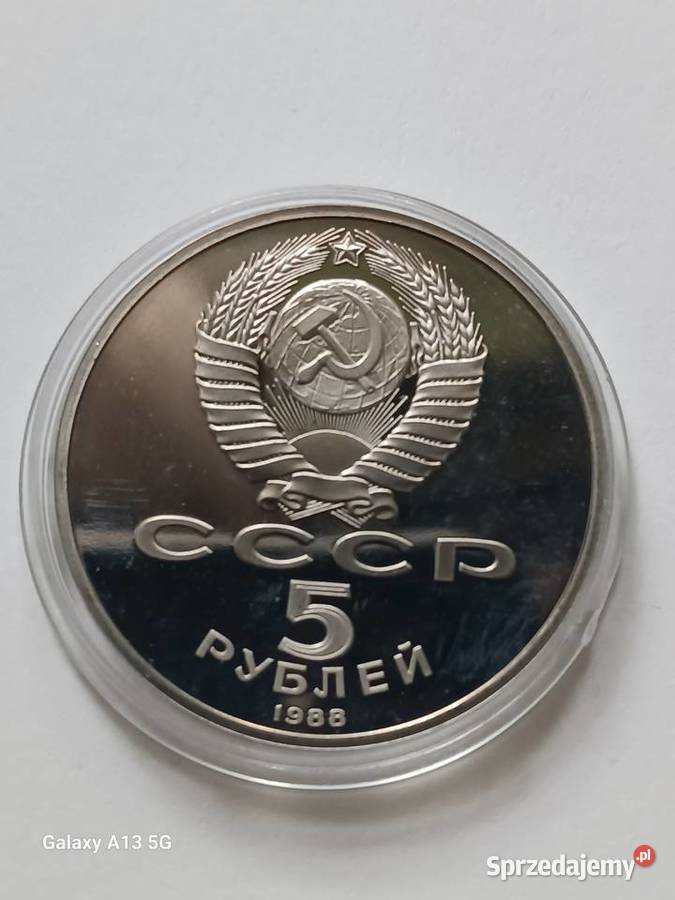 СССР
5
РУБЛЕЙ
1988
Galaxy A13 5G
Sprzedajemy.pl